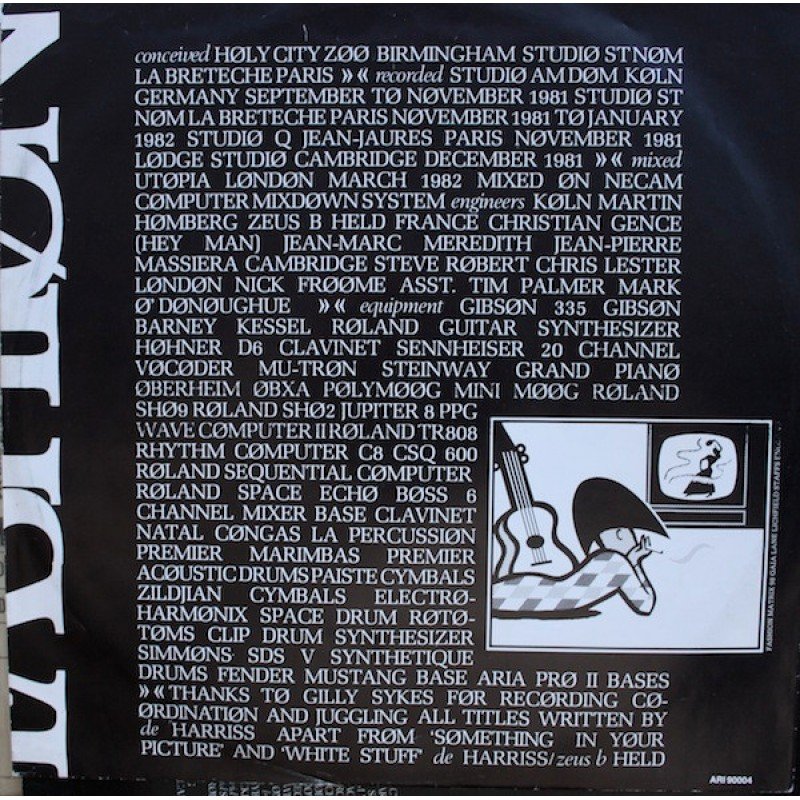 conceived HØLY CITY ZØØ BIRMINGHAM STUDIØ ST NØM
LA BRETECHE PARIS »« recorded STUDIØ AM DØM KØLN
GERMANY SEPTEMBER TØ NØVEMBER 1981 STUDIØ ST
NØM LA BRETECHE PARIS NØVEMBER 1981 TØ JANUARY
1982 STUDIØ Q JEAN-JAURES PARIS NØVEMBER 1981
LØDGE STUDIØ CAMBRIDGE DECEMBER 1981 »« mixed
UTØPIA LØNDØN MARCH 1982 MIXED ØN NECAM
CØMPUTER MIXDØWN SYSTEM engineers KØLN MARTIN
HØMBERG ZEUS B HELD FRANCE CHRISTIAN GENCE
(HEY MAN) JEAN-MARC MEREDITH JEAN-PIERRE
MASSIERA CAMBRIDGE STEVE RØBERT CHRIS LESTER
LØNDØN NICK FRØØME ASST. TIM PALMER MARK
Ø'DØNØUGHUE »« equipment GIBSØN 335 GIBSØN
BARNEY KESSEL RØLAND GUITAR SYNTHESIZER
HØHNER D6 CLAVINET SENNHEISER 20 CHANNEL
VØCØDER MU-TRØN STEINWAY GRAND PIANØ
ØBERHEIM ØBXA PØLYMØØG MINI MØØG RØLAND
SHØ9 RØLAND SHØ2 JUPITER 8 PPG
WAVE CØMPUTER II RØLAND TR808
RHYTHM CØMPUTER C8 CSQ 600
RØLAND SEQUENTIAL CØMPUTER
RØLAND SPACE ECHØ BØSS 6
CHANNEL MIXER BASE CLAVINET
NATAL CØNGAS LA PERCUSSIØN
PREMIER MARIMBAS PREMIER
ACØUSTIC DRUMS PAISTE CYMBALS
ZILDJIAN CYMBALS ELECTRØ-
HARMØNIX SPACE DRUM RØTØ-
TØMS CLIP DRUM SYNTHESIZER
SIMMØNS SDS V SYNTHETIQUE
DRUMS FENDER MUSTANG BASE ARIA PRØ II BASES
»« THANKS TØ GILLY SYKES FØR RECØRDING CØ-
ØRDINATIØN AND JUGGLING ALL TITLES WRITTEN BY
de HARRISS APART FRØM 'SØMETHING IN YØUR
PICTURE' AND 'WHITE STUFF' de HARRISS/zeus b HELD
FASHIØN MATRIX 98 GAIA LANE LICHFIELD STAFFS
ARI 90004